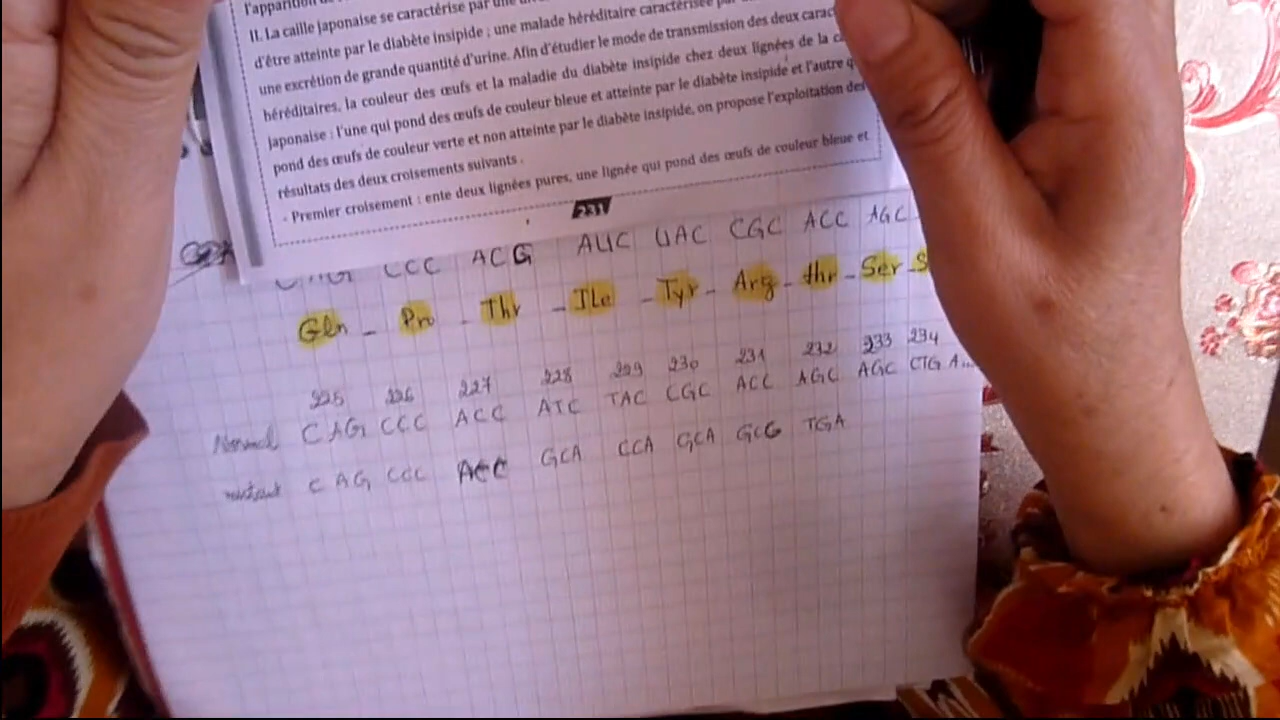 l'apparition
II. La caille japonaise se caractérise par une
d'être atteinte par le diabète insipide ; une malade héréditaire caractérisée par
une excrétion de grande quantité d'urine. Afin d'étudier le mode de transmission des deux carac
héréditaires, la couleur des œufs et la maladie du diabète insipide chez deux lignées de la c
japonaise : l'une qui pond des œufs de couleur bleue et atteinte par le diabète insipide et l'autre q
pond des œufs de couleur verte et non atteinte par le diabète insipide, on propose l'exploitation des
résultats des deux croisements suivants .
- Premier croisement : ente deux lignées pures, une lignée qui pond des œufs de couleur bleue et
231
CCC ACG AUC UAC CGC ACC AGC
Gln - Pro - Thr - Ile - Tyr - Arg - thr - Ser - S
225 226 227 228 229 230 231 232 233 234
Normal CAG CCC ACC ATC TAC CGC ACC AGC AGC CTG A...
mutant CAG CCC ACC GCA CCA GCA GCG TGA